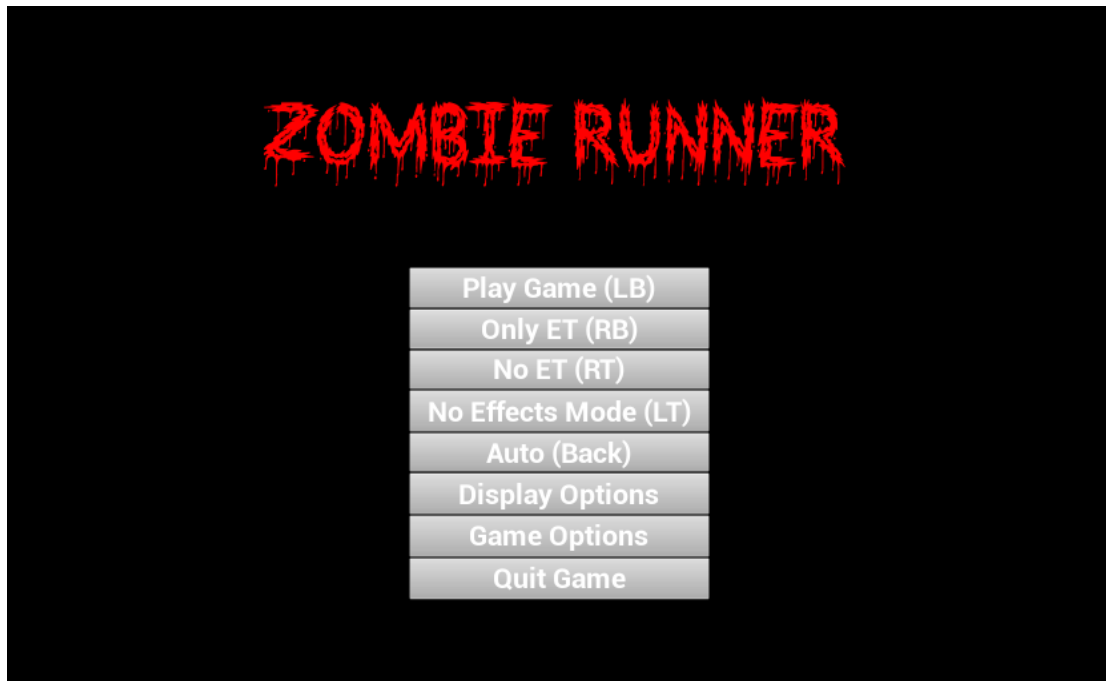 ZOMBIE RUNNER
Play Game (LB)
Only ET (RB)
No ET (RT)
No Effects Mode (LT)
Auto (Back)
Display Options
Game Options
Quit Game